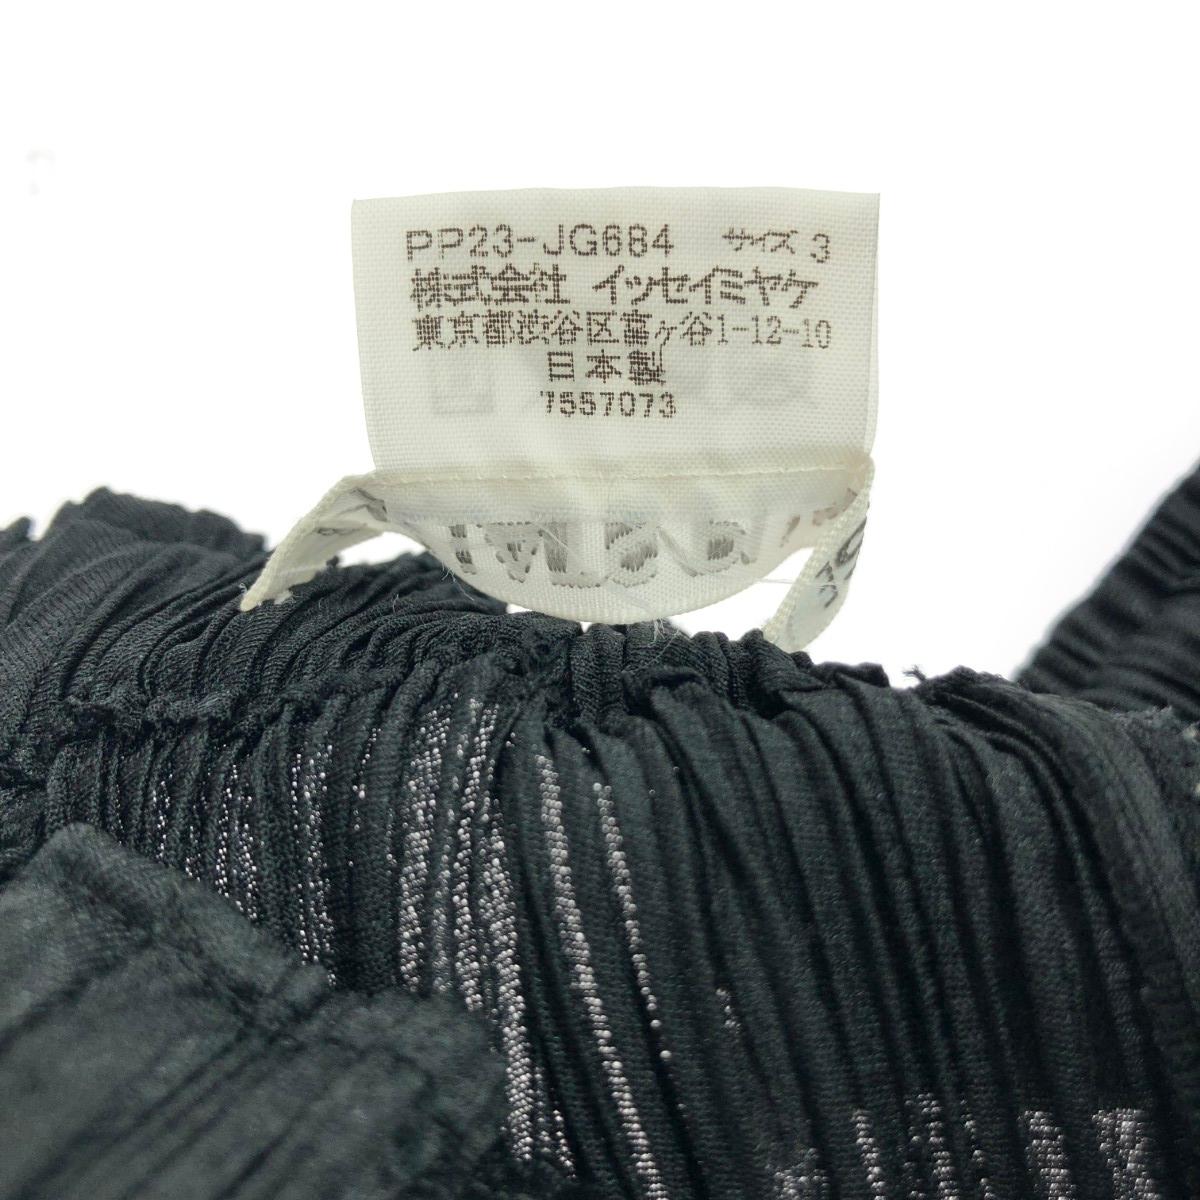 PP23-JG684 サイズ 3
株式会社 イッセイミヤケ
東京都渋谷区富ヶ谷1-12-10
日本製
7557073